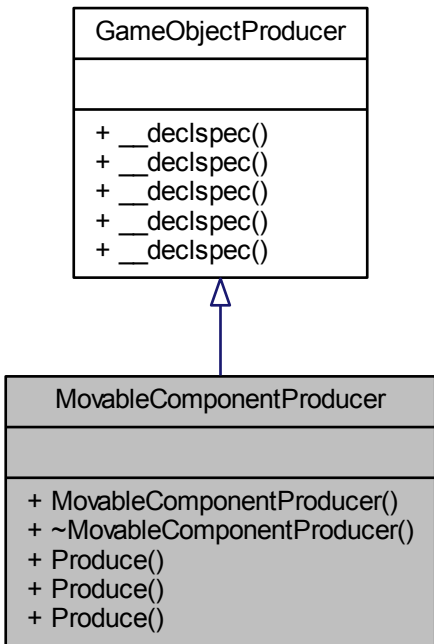 GameObjectProducer
+ __declspec()
+ __declspec()
+ __declspec()
+ __declspec()
+ __declspec()
MovableComponentProducer
+ MovableComponentProducer()
+ ~MovableComponentProducer()
+ Produce()
+ Produce()
+ Produce()